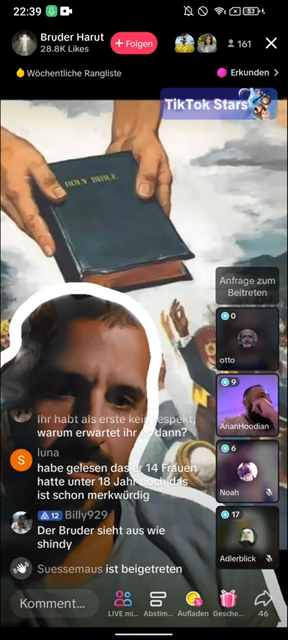 22:39
53
Bruder Harut
28.8K Likes
+ Folgen
161
Wöchentliche Rangliste
Erkunden >
TikTok Stars
HOLY BIBLE
Anfrage zum
Beitreten
0
otto
9
ArianHoodian
6
Noah
17
Adlerblick
Ihr habt als erste kein respekt,
warum erwartet ihr es dann?
S
luna
habe gelesen das er 14 Frauen
hatte unter 18 Jahr doch das
ist schon merkwürdig
12 Billy929
Der Bruder sieht aus wie
shindy
Suessemaus ist beigetreten
Komment...
LIVE mi...
Abstim...
Aufladen
Gesche...
46